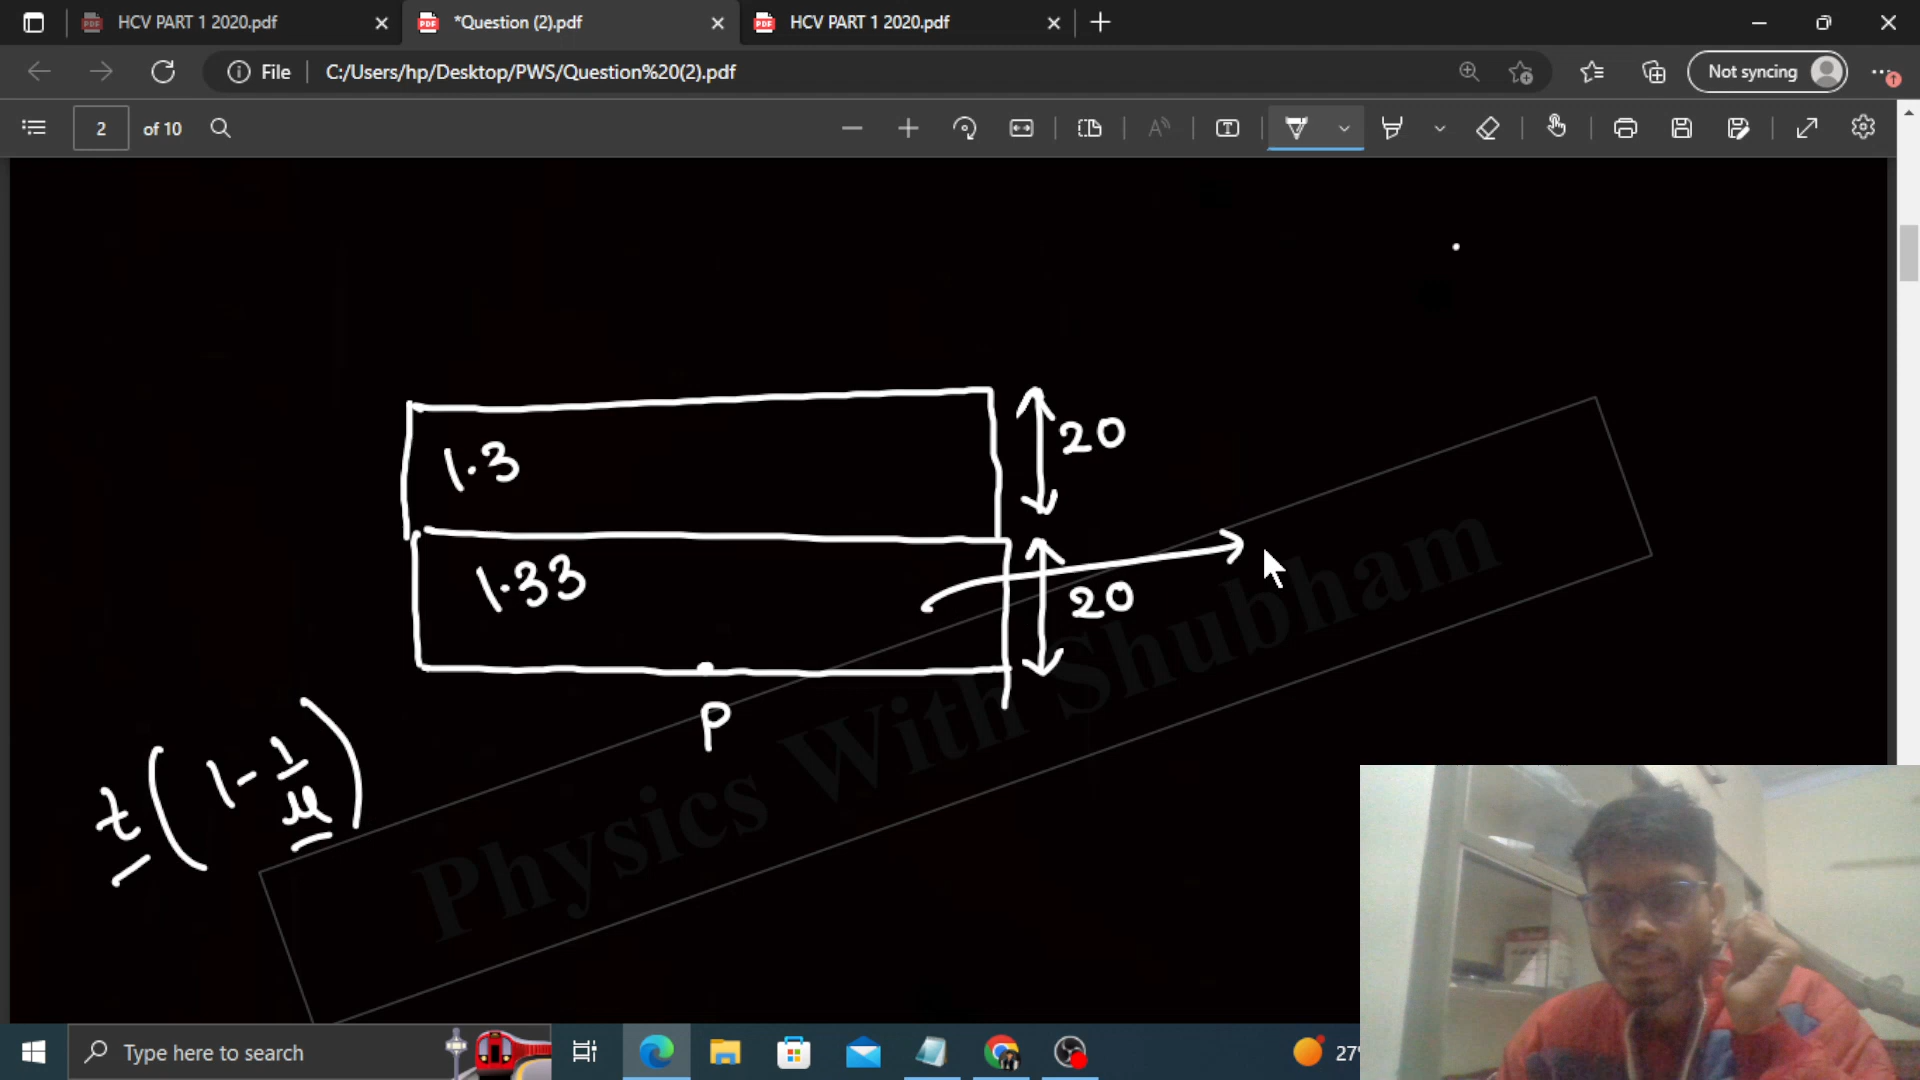 HCV PART 1 2020.pdf
*Question (2).pdf
HCV PART 1 2020.pdf
File
C:/Users/hp/Desktop/PWS/Question%20(2).pdf
Not syncing
2
of 10
1.3
20
1.33
20
P
t(1-1/μ)
Physics With Shubham
Type here to search
27°